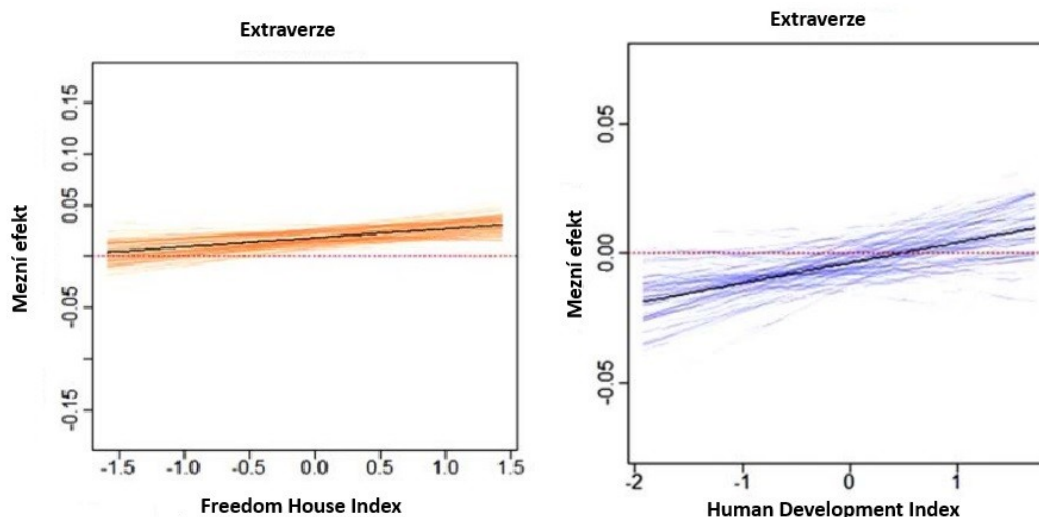 Extraverze
Mezní efekt
0.15
0.10
0.05
-0.05
-0.15
-1.5 -1.0 -0.5 0.0 0.5 1.0 1.5
Freedom House Index
Extraverze
Mezní efekt
0.05
0.00
-0.05
-2 -1 0 1
Human Development Index